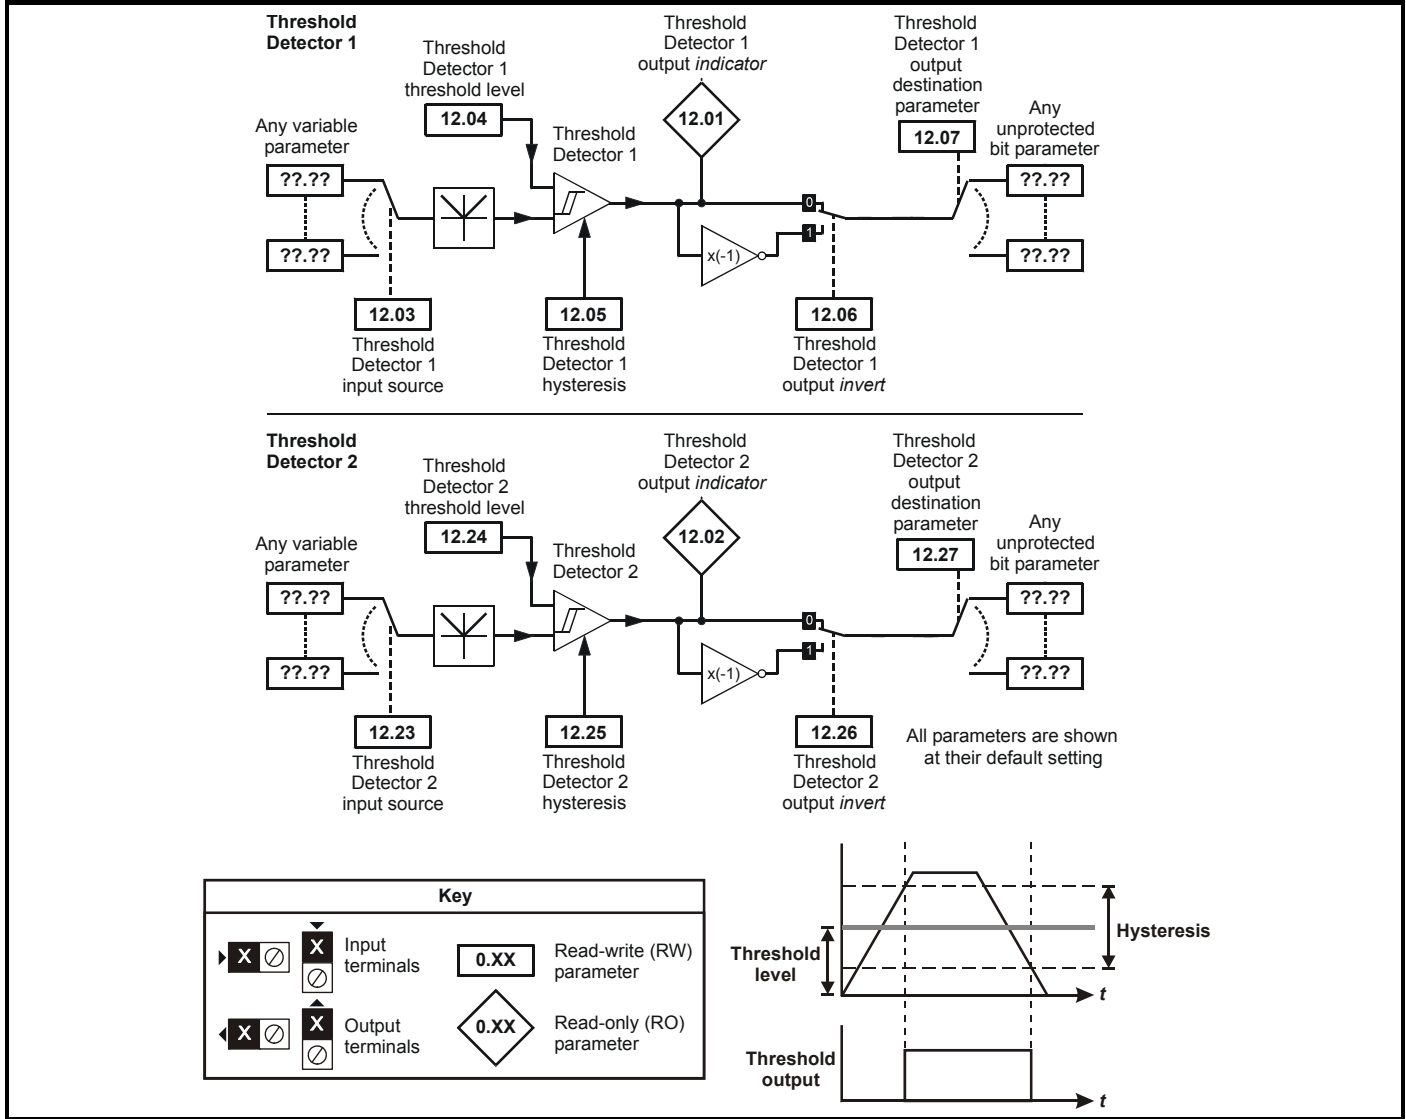 Threshold
Detector 1
Threshold
Detector 1
threshold level
12.04
Threshold
Detector 1
output indicator
12.01
Threshold
Detector 1
output
destination
parameter
12.07
Any variable
parameter
??.??
??.??
Threshold
Detector 1
Any
unprotected
bit parameter
??.??
??.??
0
1
x(-1)
12.03
Threshold
Detector 1
input source
12.05
Threshold
Detector 1
hysteresis
12.06
Threshold
Detector 1
output invert
Threshold
Detector 2
Threshold
Detector 2
threshold level
12.24
Threshold
Detector 2
output indicator
12.02
Threshold
Detector 2
output
destination
parameter
12.27
Any variable
parameter
??.??
??.??
Threshold
Detector 2
Any
unprotected
bit parameter
??.??
??.??
0
1
x(-1)
12.23
Threshold
Detector 2
input source
12.25
Threshold
Detector 2
hysteresis
12.26
Threshold
Detector 2
output invert
All parameters are shown
at their default setting
Key
X
X
Input
terminals
0.XX
Read-write (RW)
parameter
X
X
Output
terminals
0.XX
Read-only (RO)
parameter
Threshold
level
Hysteresis
t
Threshold
output
t